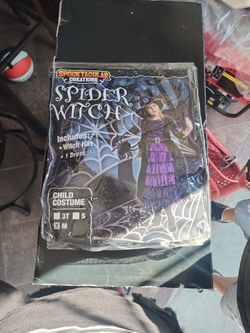 SPOOKTACULAR
CREATIONS
SPIDER
WITCH
Includes:
• Witch Hat
• 1 Dress
CHILD
COSTUME
3T S
M